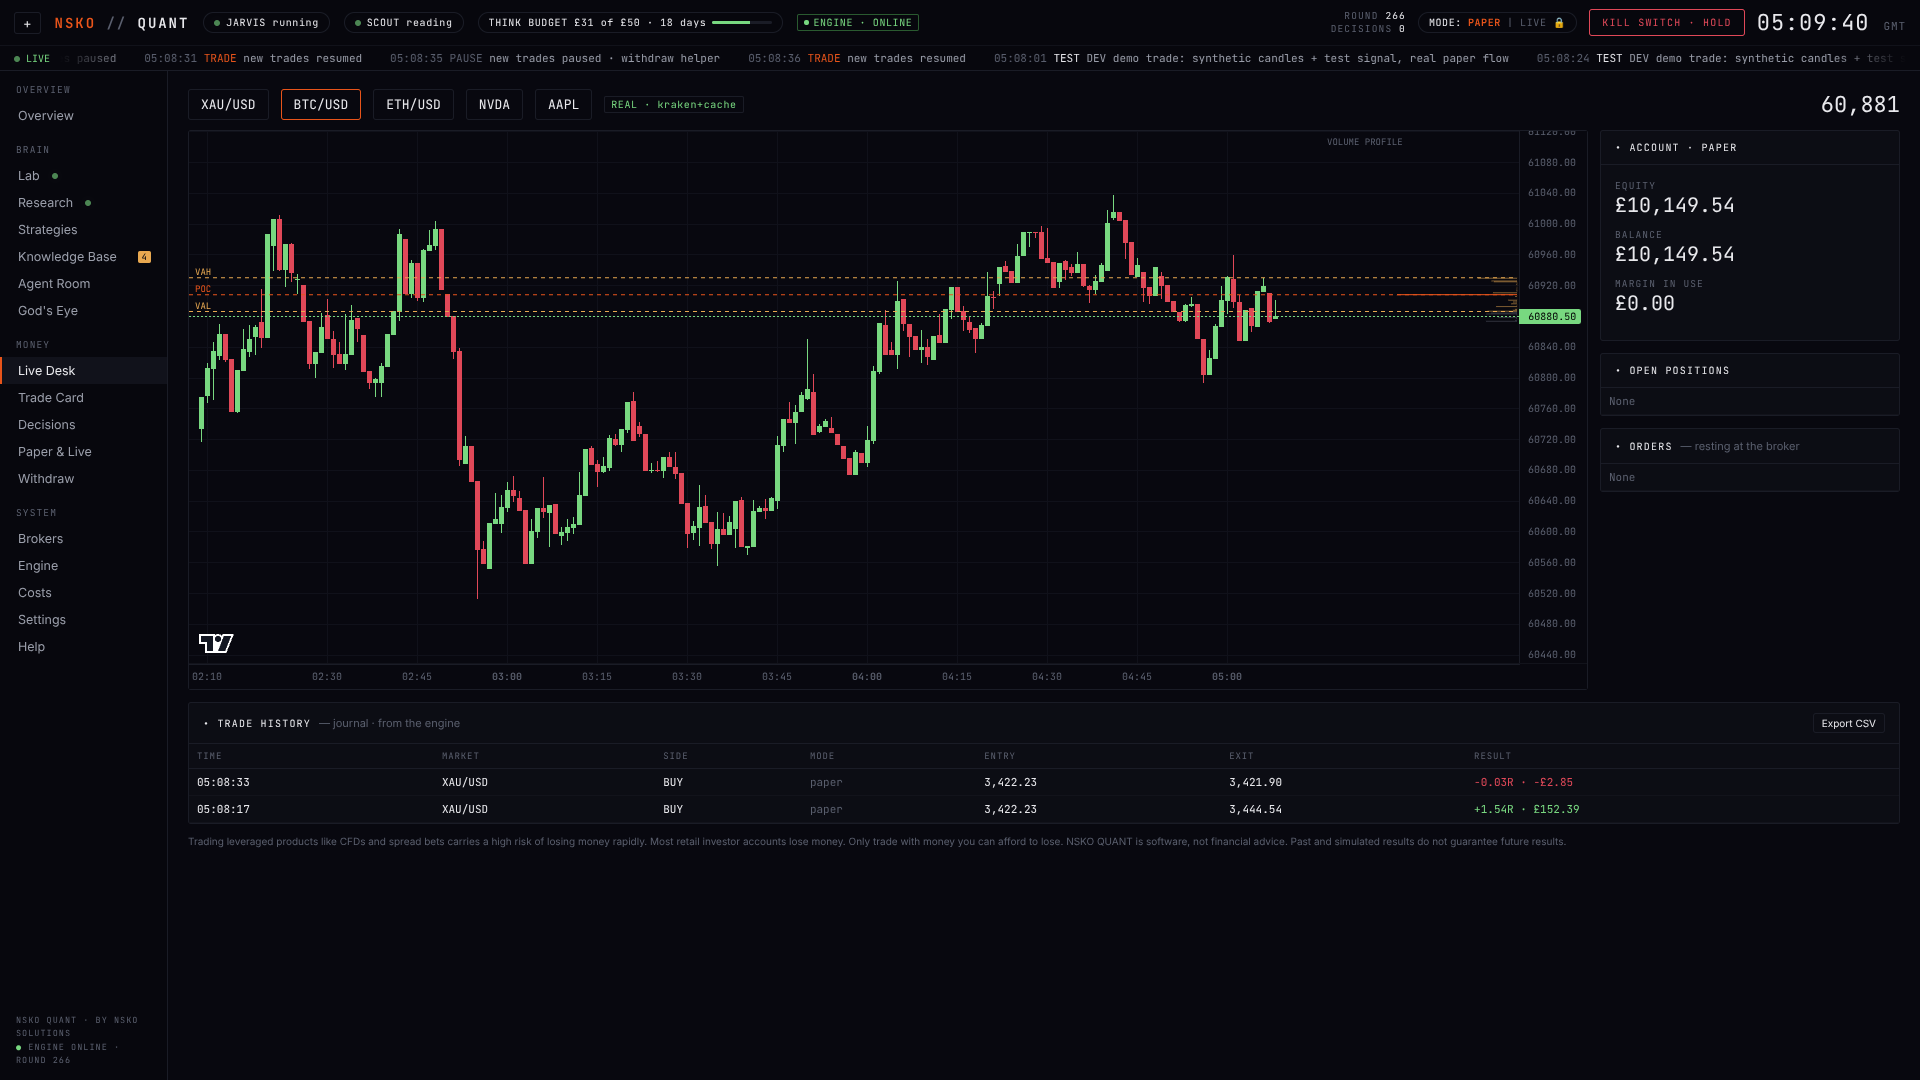 + NSKO // QUANT JARVIS running SCOUT reading THINK BUDGET £31 of £50 · 18 days ENGINE · ONLINE ROUND 266 DECISIONS 0 MODE: PAPER | LIVE KILL SWITCH · HOLD 05:09:40 GMT
LIVE paused 05:08:31 TRADE new trades resumed 05:08:35 PAUSE new trades paused · withdraw helper 05:08:36 TRADE new trades resumed 05:08:01 TEST DEV demo trade: synthetic candles + test signal, real paper flow 05:08:24 TEST DEV demo trade: synthetic candles + test
OVERVIEW
Overview
BRAIN
Lab
Research
Strategies
Knowledge Base 4
Agent Room
God's Eye
MONEY
Live Desk
Trade Card
Decisions
Paper & Live
Withdraw
SYSTEM
Brokers
Engine
Costs
Settings
Help
NSKO QUANT · BY NSKO
SOLUTIONS
ENGINE ONLINE ·
ROUND 266
XAU/USD BTC/USD ETH/USD NVDA AAPL REAL · kraken+cache 60,881
VOLUME PROFILE
VAH
POC
VAL
61120.00
61080.00
61040.00
61000.00
60960.00
60920.00
60880.50
60840.00
60800.00
60760.00
60720.00
60680.00
60640.00
60600.00
60560.00
60520.00
60480.00
60440.00
02:10 02:30 02:45 03:00 03:15 03:30 03:45 04:00 04:15 04:30 04:45 05:00
• ACCOUNT · PAPER
EQUITY
£10,149.54
BALANCE
£10,149.54
MARGIN IN USE
£0.00
• OPEN POSITIONS
None
• ORDERS — resting at the broker
None
• TRADE HISTORY — journal · from the engine Export CSV
TIME MARKET SIDE MODE ENTRY EXIT RESULT
05:08:33 XAU/USD BUY paper 3,422.23 3,421.90 -0.03R · -£2.85
05:08:17 XAU/USD BUY paper 3,422.23 3,444.54 +1.54R · £152.39
Trading leveraged products like CFDs and spread bets carries a high risk of losing money rapidly. Most retail investor accounts lose money. Only trade with money you can afford to lose. NSKO QUANT is software, not financial advice. Past and simulated results do not guarantee future results.